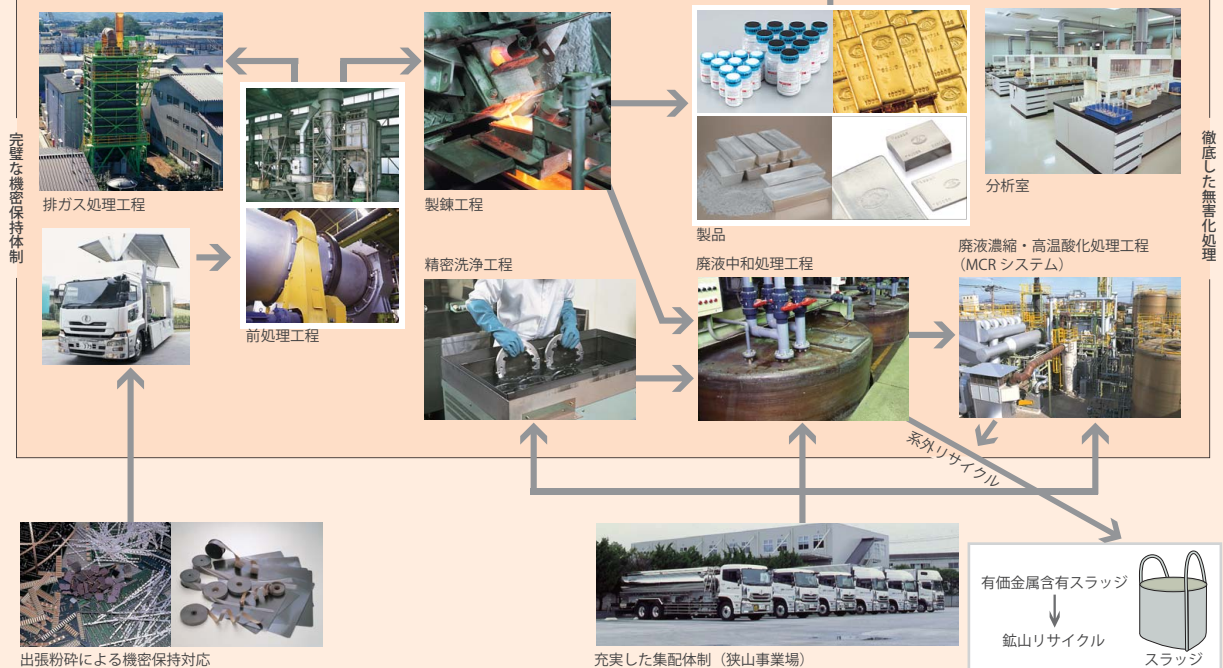 完璧な機密保持体制
徹底した無害化処理
排ガス処理工程
前処理工程
製錬工程
製品
分析室
精密洗浄工程
廃液中和処理工程
廃液濃縮・高温酸化処理工程
（MCR システム）
系外リサイクル
出張粉砕による機密保持対応
充実した集配体制（狭山事業場）
有価金属含有スラッジ
鉱山リサイクル
スラッジ